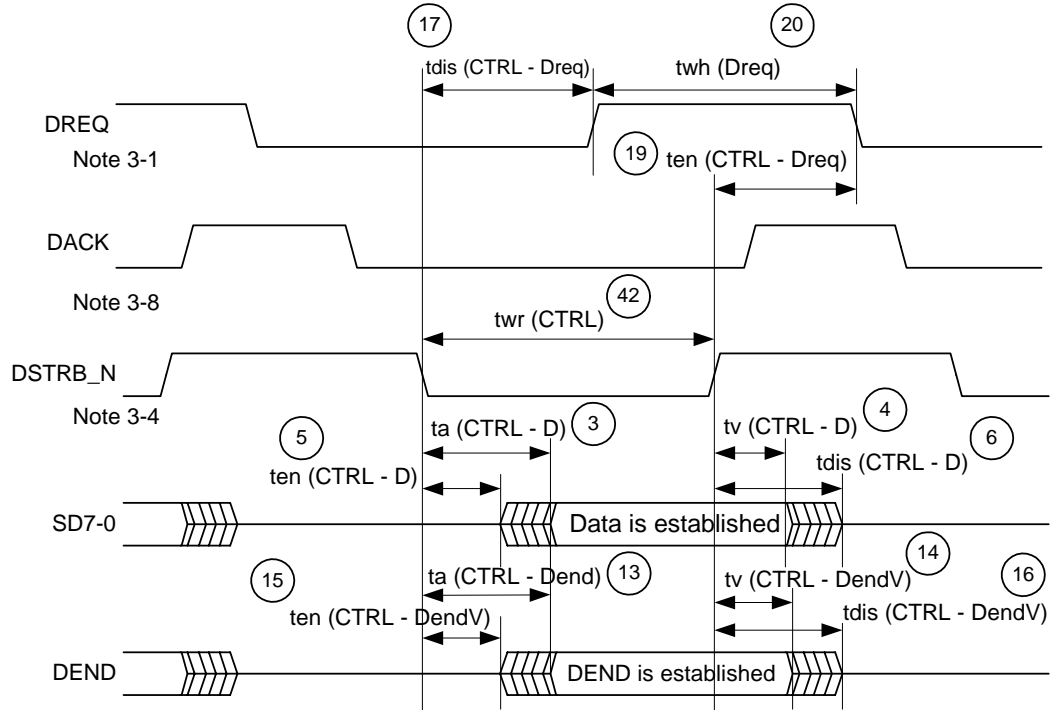 17
20
tdis (CTRL - Dreq)
twh (Dreq)
DREQ
Note 3-1
19
ten (CTRL - Dreq)
DACK
Note 3-8
42
twr (CTRL)
DSTRB_N
Note 3-4
5
ta (CTRL - D)
3
tv (CTRL - D)
4
6
ten (CTRL - D)
tdis (CTRL - D)
SD7-0
Data is established
15
ta (CTRL - Dend)
13
tv (CTRL - DendV)
14
16
ten (CTRL - DendV)
tdis (CTRL - DendV)
DEND
DEND is established